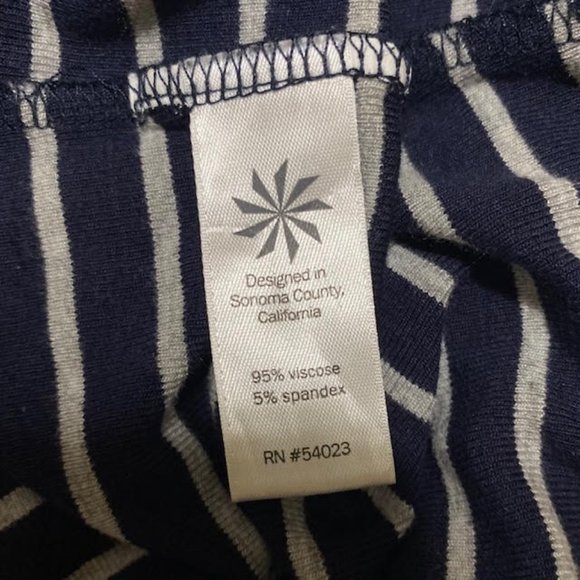 Designed in
Sonoma County,
California
95% viscose
5% spandex
RN #54023